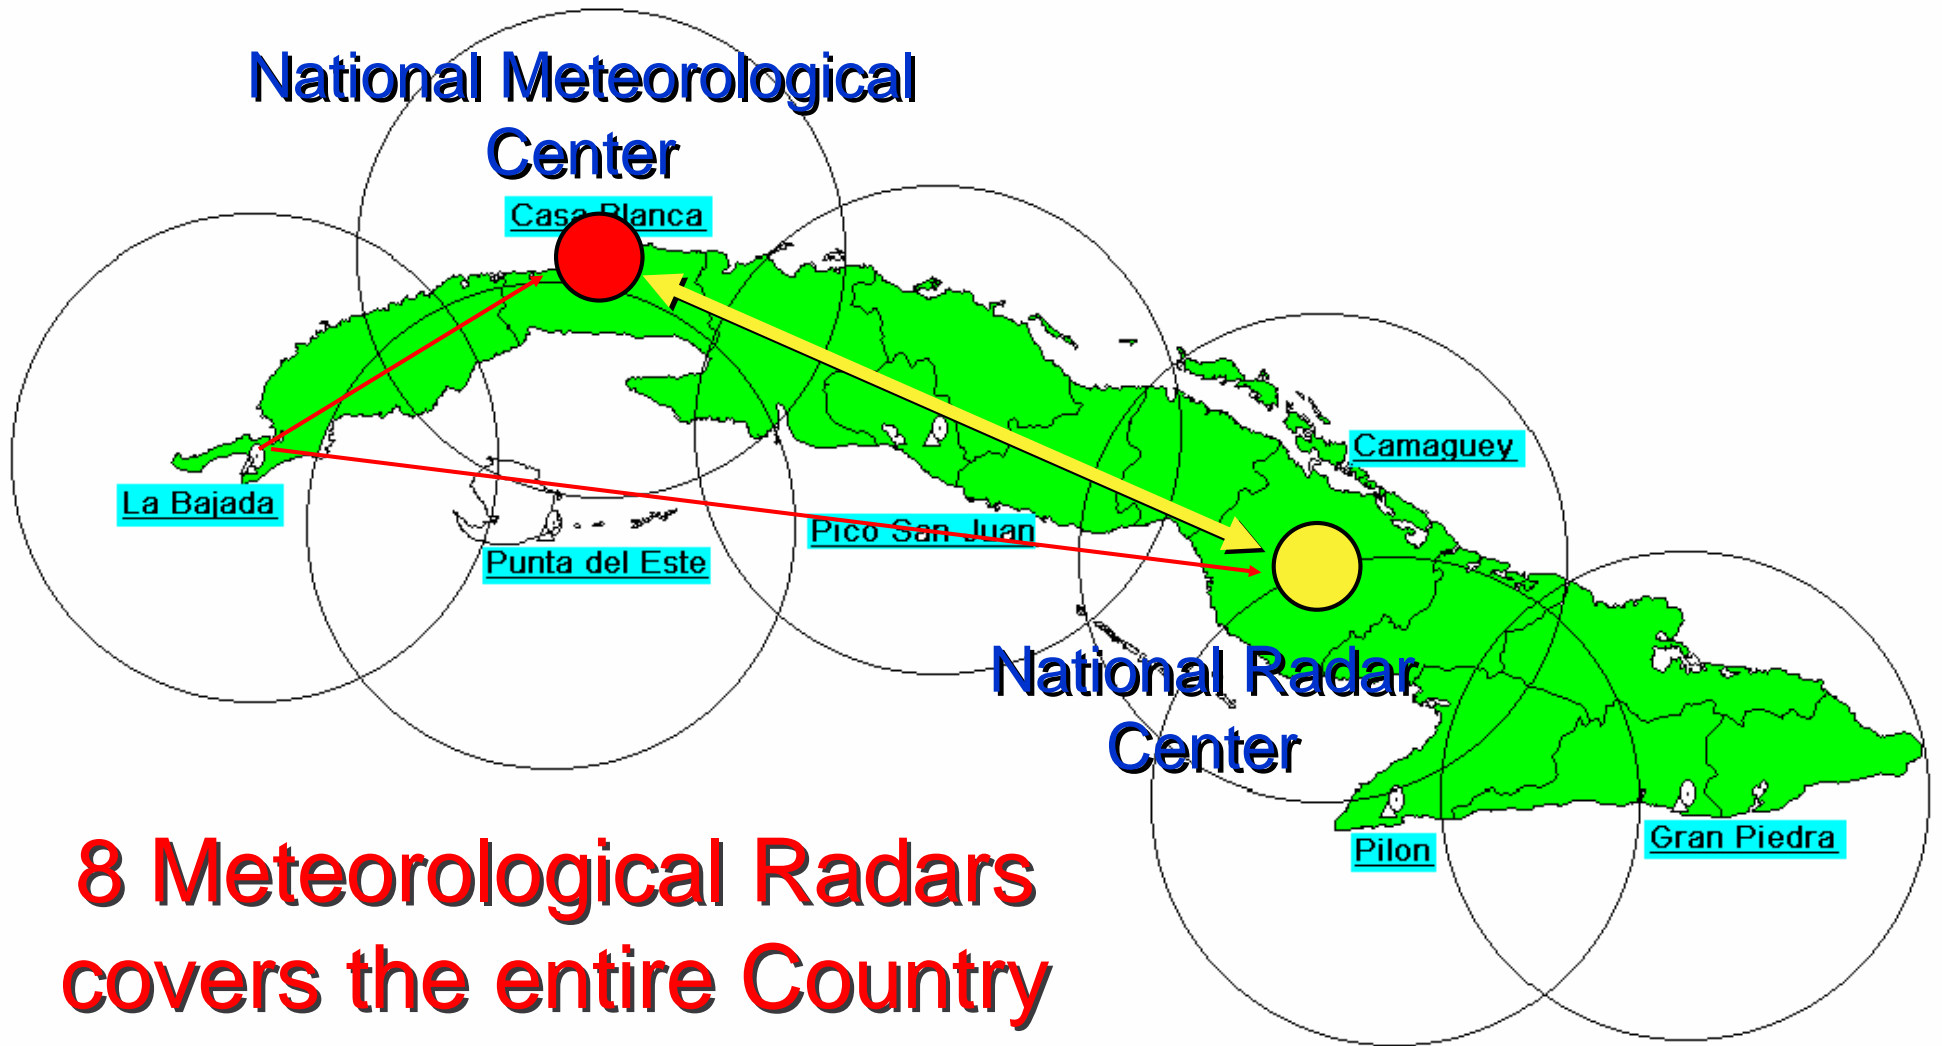 National Meteorological
Center
Casa Blanca
Camaguey
La Bajada
Pico San Juan
Punta del Este
National Radar
Center
Gran Piedra
Pilon
8 Meteorological Radars
covers the entire Country